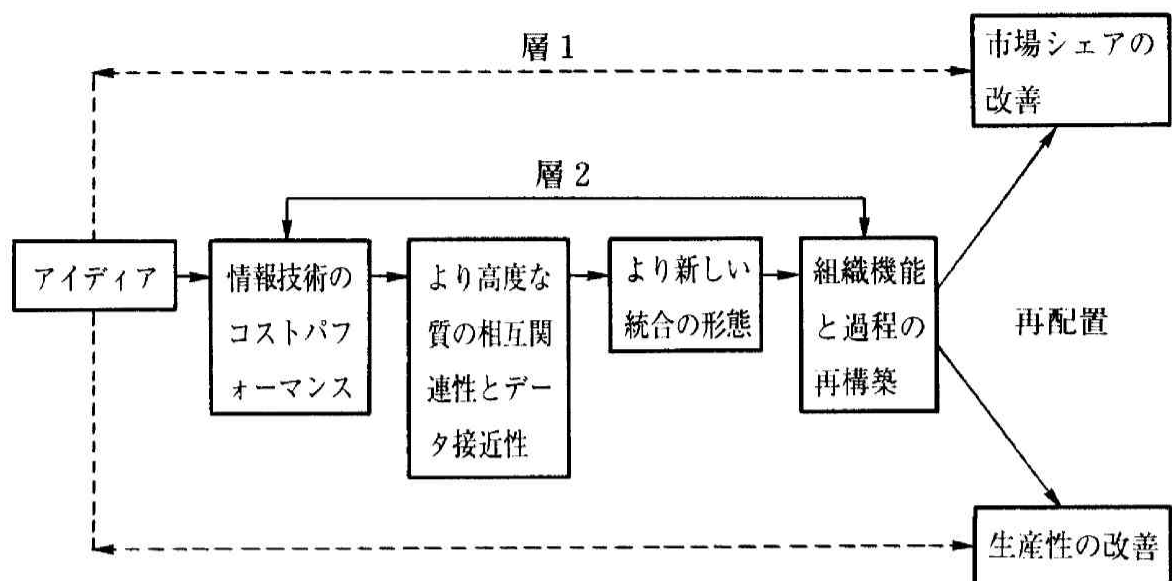 層1
市場シェアの
改善
層2
アイディア
情報技術の
コストパフ
ォーマンス
より高度な
質の相互関
連性とデー
タ接近性
より新しい
統合の形態
組織機能
と過程の
再構築
再配置
生産性の改善